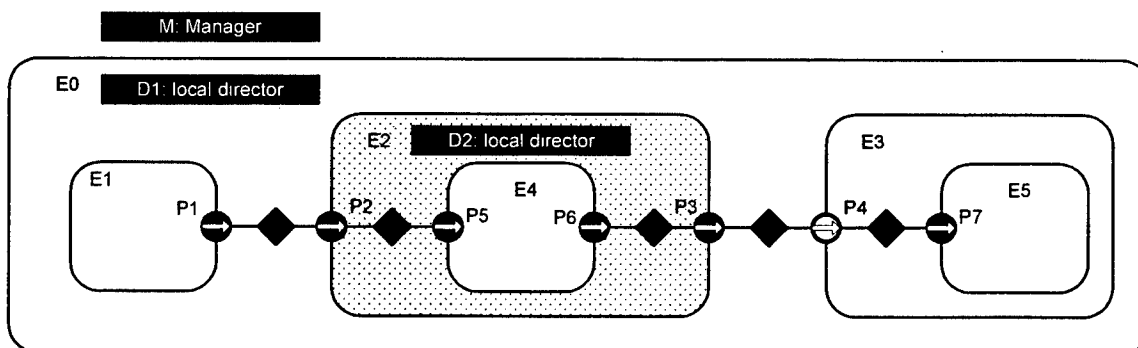 M: Manager
E0
D1: local director
E2
D2: local director
E3
E1
E4
E5
P1
P2
P5
P6
P3
P4
P7